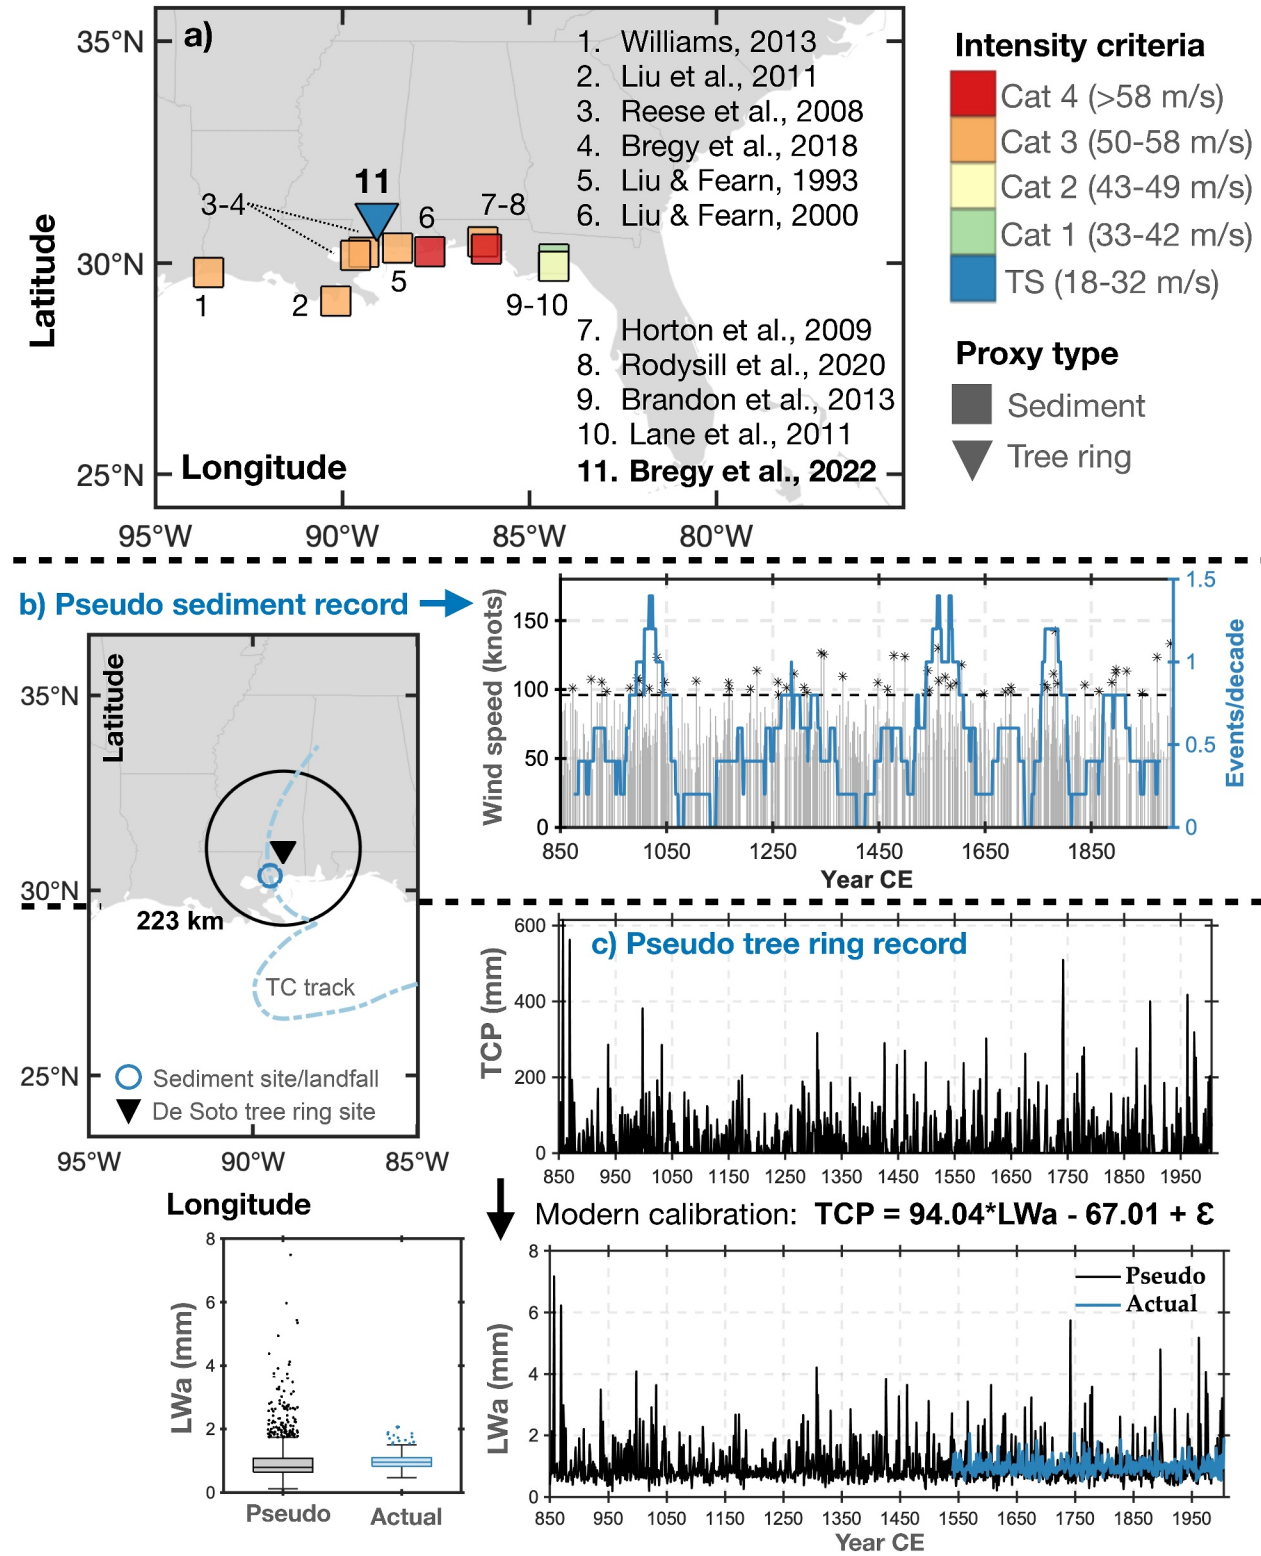 a)
35°N
30°N
25°N
Latitude
Longitude
95°W
90°W
85°W
80°W
1. Williams, 2013
2. Liu et al., 2011
3. Reese et al., 2008
4. Bregy et al., 2018
5. Liu & Fearn, 1993
6. Liu & Fearn, 2000
7. Horton et al., 2009
8. Rodysill et al., 2020
9. Brandon et al., 2013
10. Lane et al., 2011
11. Bregy et al., 2022
11
3-4
6
7-8
1
2
5
9-10
Intensity criteria
Cat 4 (>58 m/s)
Cat 3 (50-58 m/s)
Cat 2 (43-49 m/s)
Cat 1 (33-42 m/s)
TS (18-32 m/s)
Proxy type
Sediment
Tree ring
b) Pseudo sediment record
Latitude
35°N
30°N
25°N
223 km
TC track
Sediment site/landfall
De Soto tree ring site
95°W
90°W
85°W
Longitude
Wind speed (knots)
150
100
50
0
1.5
1
0.5
0
Events/decade
850
1050
1250
1450
1650
1850
Year CE
c) Pseudo tree ring record
TCP (mm)
600
400
200
0
850
950
1050
1150
1250
1350
1450
1550
1650
1750
1850
1950
Modern calibration: TCP = 94.04*LWa - 67.01 + Ɛ
LWa (mm)
8
6
4
2
0
Pseudo
Actual
LWa (mm)
8
6
4
2
0
Pseudo
Actual
850
950
1050
1150
1250
1350
1450
1550
1650
1750
1850
1950
Year CE